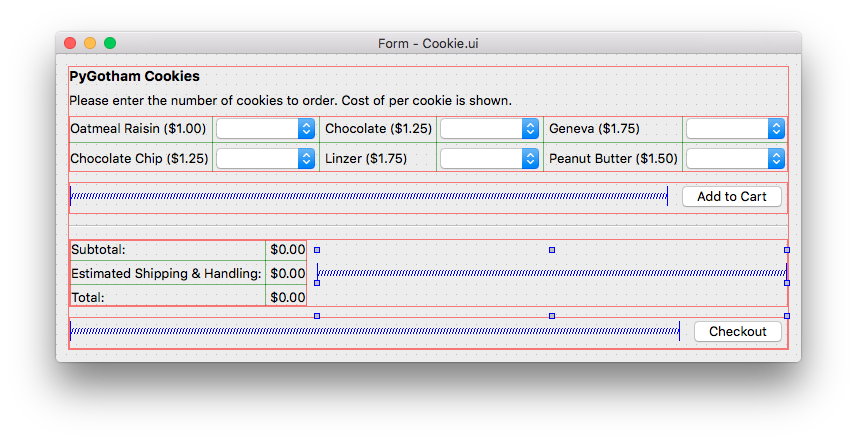 Form - Cookie.ui
PyGotham Cookies
Please enter the number of cookies to order. Cost of per cookie is shown.
Oatmeal Raisin ($1.00) Chocolate ($1.25) Geneva ($1.75)
Chocolate Chip ($1.25) Linzer ($1.75) Peanut Butter ($1.50)
Add to Cart
Subtotal: $0.00
Estimated Shipping & Handling: $0.00
Total: $0.00
Checkout